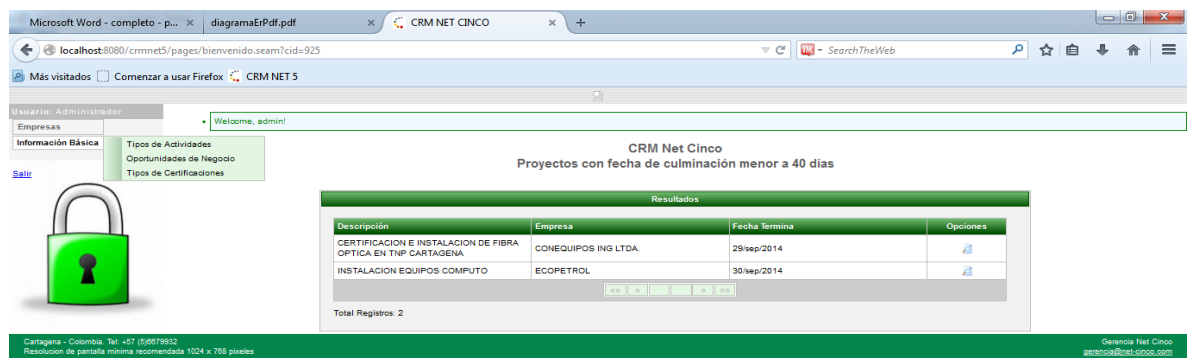 Microsoft Word - completo - p... ×
diagramaErPdf.pdf ×
CRM NET CINCO ×
localhost:8080/crmnet5/pages/bienvenido.seam?cid=925
SearchTheWeb
Más visitados Comenzar a usar Firefox CRM NET 5
Usuario: Administrador
Empresas
Información Básica
Tipos de Actividades
Oportunidades de Negocio
Tipos de Certificaciones
Salir
Welcome, admin!
CRM Net Cinco
Proyectos con fecha de culminación menor a 40 días
Resultados
Descripción Empresa Fecha Termina Opciones
CERTIFICACION E INSTALACION DE FIBRA
OPTICA EN TNP CARTAGENA CONEQUIPOS ING LTDA. 29/sep/2014
INSTALACION EQUIPOS COMPUTO ECOPETROL 30/sep/2014
«« « » »»
Total Registros: 2
Cartagena - Colombia. Tel: +57 (5)6679932
Resolucion de pantalla minima recomendada 1024 x 768 pixeles
Gerencia Net Cinco
gerencia@net-cinco.com